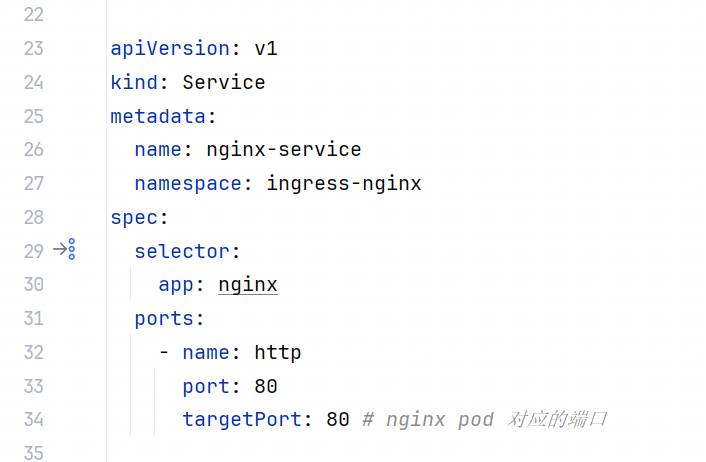 22
23 apiVersion: v1
24 kind: Service
25 metadata:
26   name: nginx-service
27   namespace: ingress-nginx
28 spec:
29   selector:
30     app: nginx
31   ports:
32     - name: http
33       port: 80
34       targetPort: 80 # nginx pod 对应的端口
35